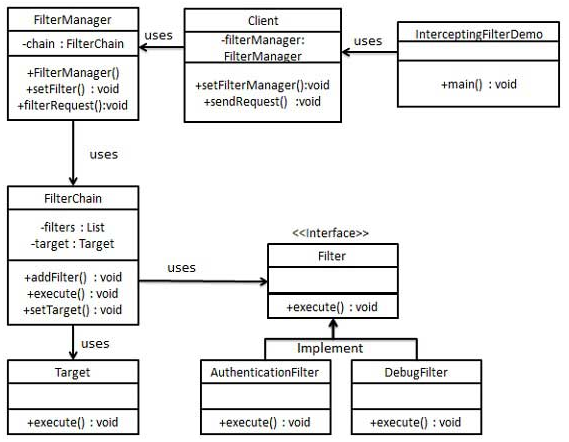 FilterManager
-chain : FilterChain
+FilterManager()
+setFilter() : void
+filterRequest():void
uses
Client
-filterManager:
FilterManager
+setFilterManager():void
+sendRequest() :void
uses
InterceptingFilterDemo
+main() : void
uses
FilterChain
-filters : List
-target : Target
+addFilter() : void
+execute() : void
+setTarget() : void
uses
<<Interface>>
Filter
+execute() : void
uses
Implement
Target
+execute() : void
AuthenticationFilter
+execute() : void
DebugFilter
+execute() : void